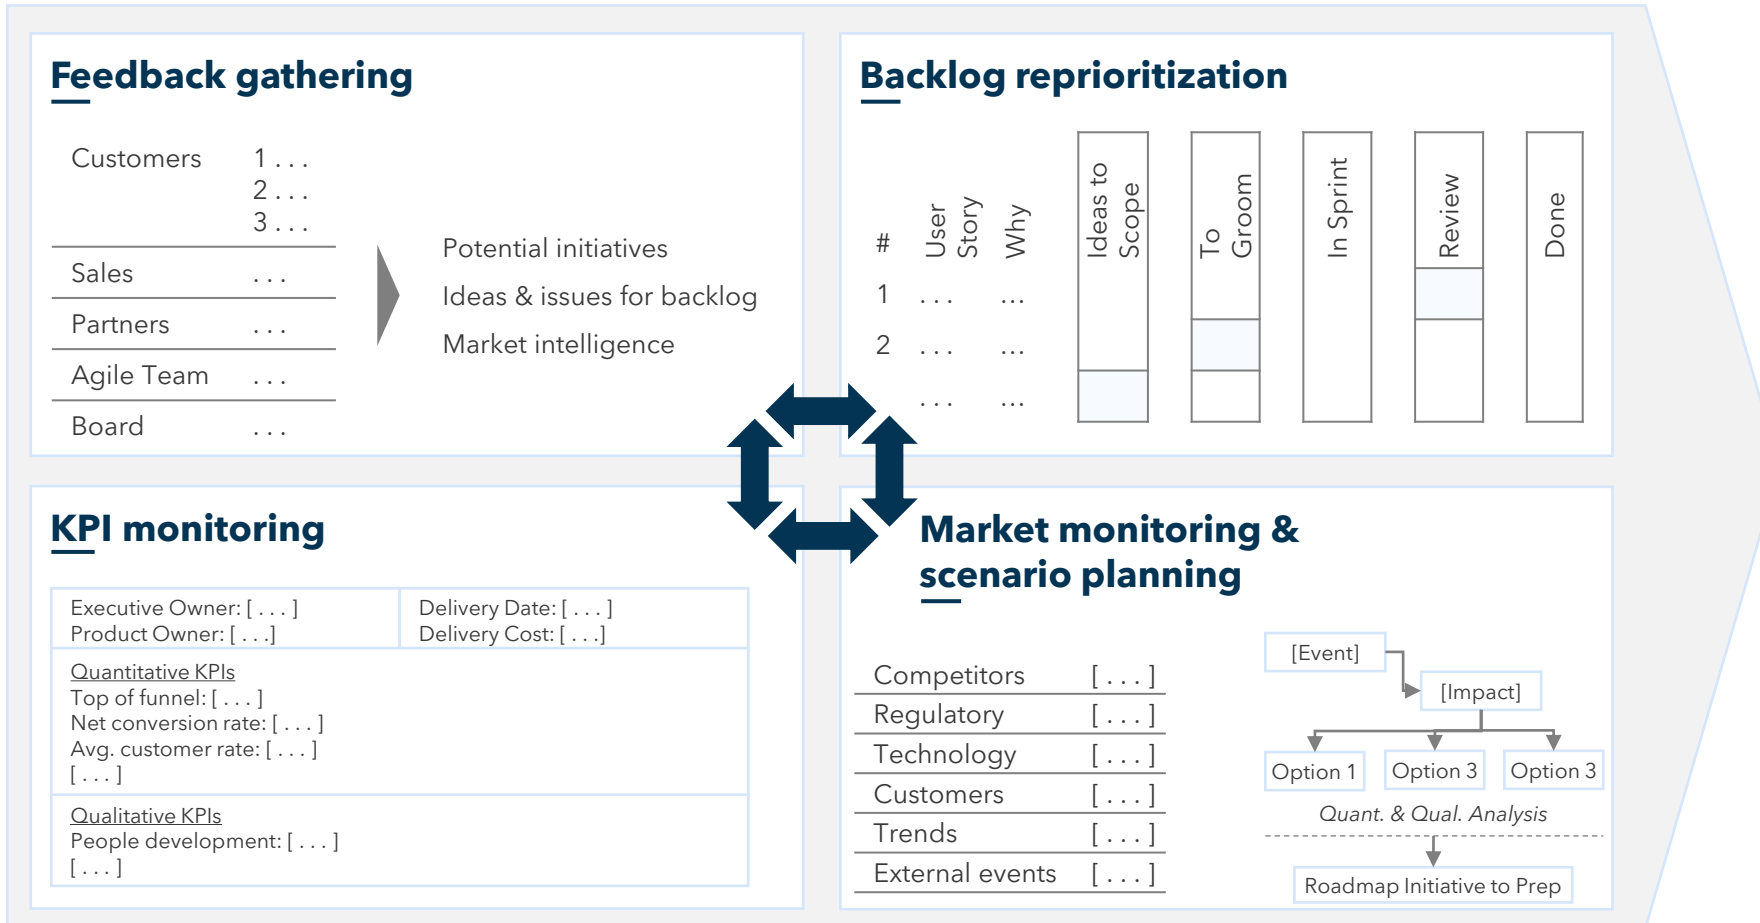 Feedback gathering
Customers 1 . . .
2 . . .
3 . . .
Sales . . .
Partners . . .
Agile Team . . .
Board . . .
Potential initiatives
Ideas & issues for backlog
Market intelligence
Backlog reprioritization
# User Story Why Ideas to Scope To Groom In Sprint Review Done
1 . . . ...
2 . . . ...
. . . ...
KPI monitoring
Executive Owner: [ . . . ]
Product Owner: [ . . .]
Delivery Date: [ . . . ]
Delivery Cost: [ . . .]
Quantitative KPIs
Top of funnel: [ . . . ]
Net conversion rate: [ . . . ]
Avg. customer rate: [ . . . ]
[ . . . ]
Qualitative KPIs
People development: [ . . . ]
[ . . . ]
Market monitoring &
scenario planning
Competitors [ . . . ]
Regulatory [ . . . ]
Technology [ . . . ]
Customers [ . . . ]
Trends [ . . . ]
External events [ . . . ]
[Event]
[Impact]
Option 1 Option 3 Option 3
Quant. & Qual. Analysis
Roadmap Initiative to Prep